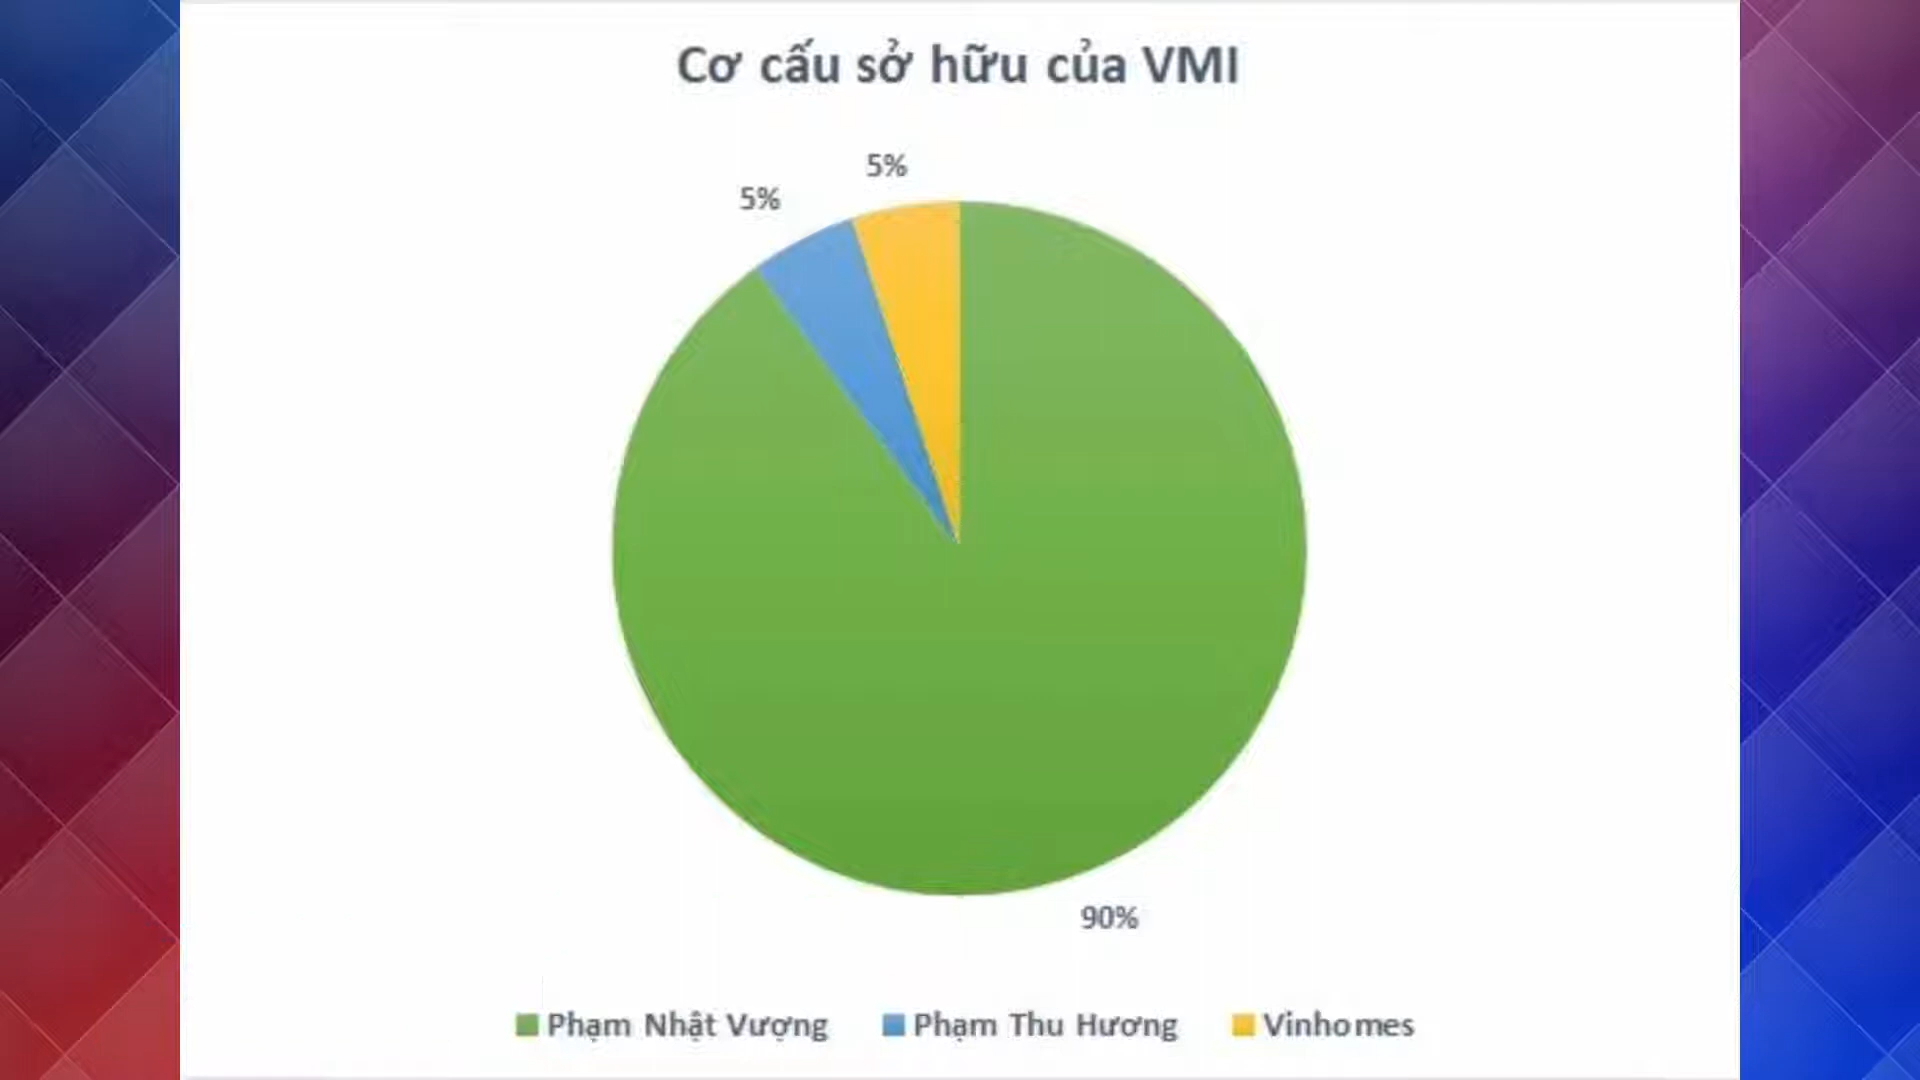 Cơ cấu sở hữu của VMI
5%
5%
90%
Phạm Nhật Vượng Phạm Thu Hương Vinhomes